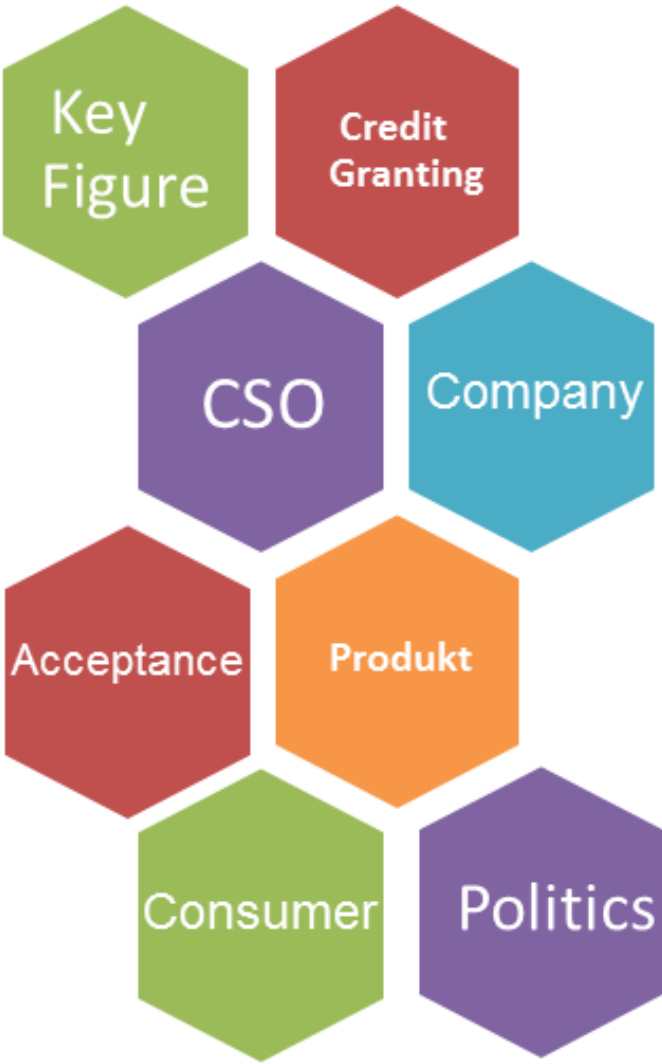 Key
Figure
Credit
Granting
CSO
Company
Acceptance
Produkt
Consumer
Politics